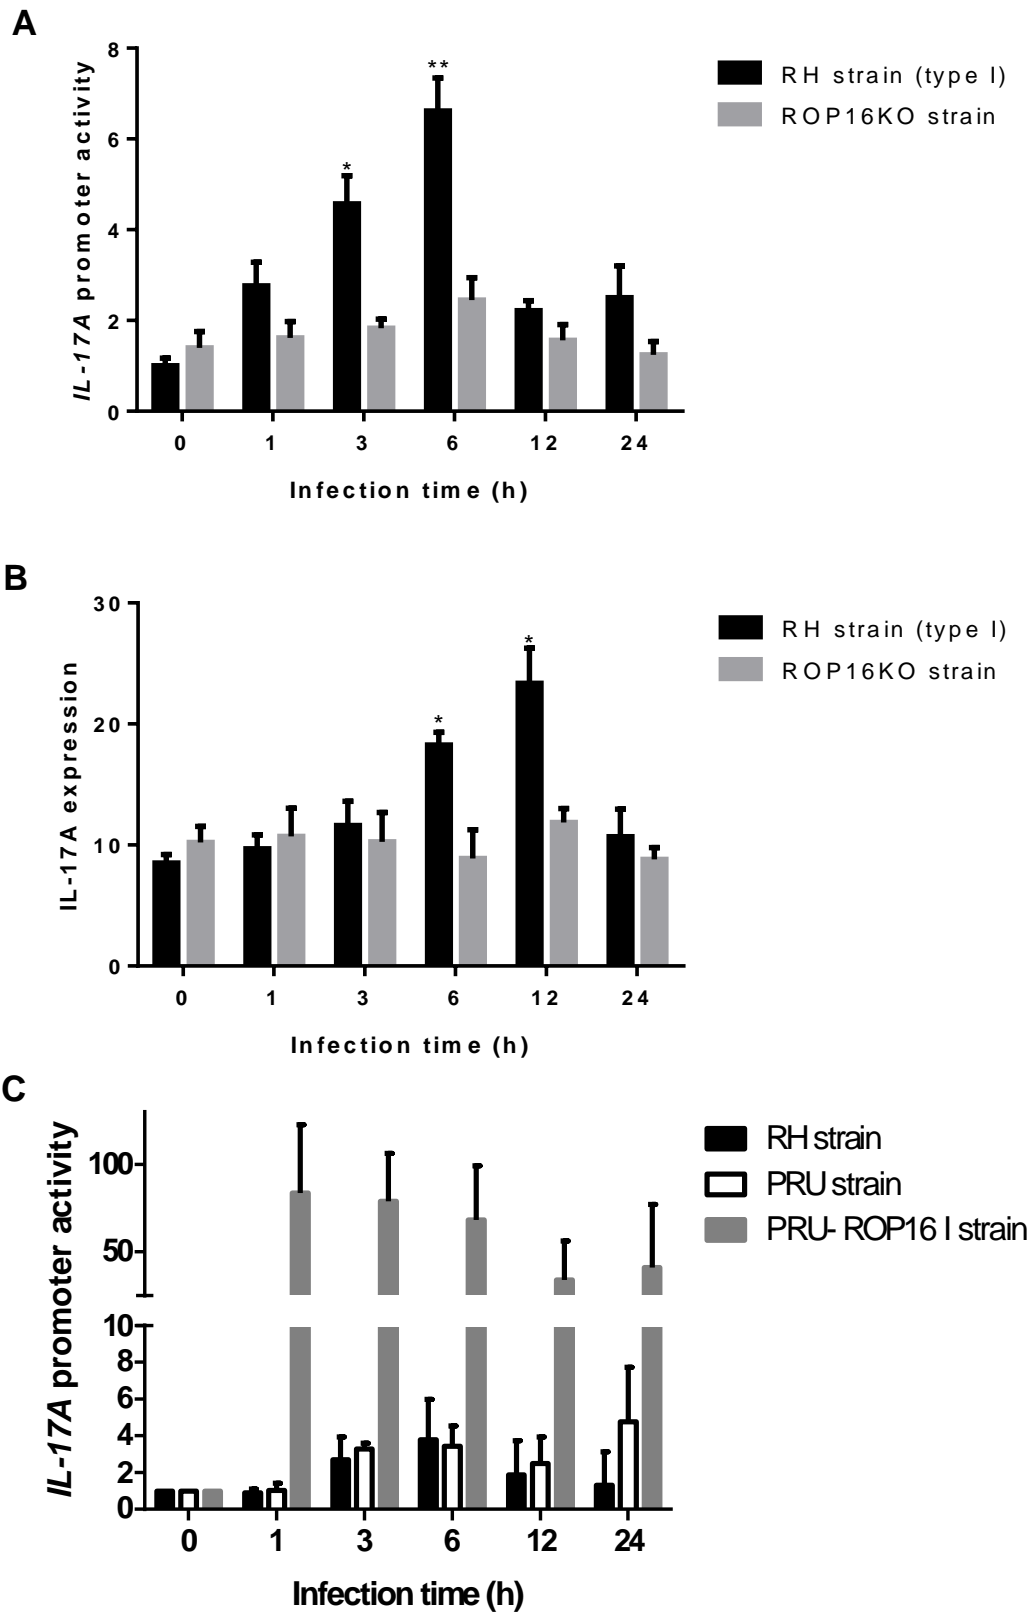 A
IL-17A promoter activity
8
6
4
2
0
**
*
0 1 3 6 12 24
Infection time (h)
RH strain (type I)
ROP16KO strain
B
IL-17A expression
30
20
10
0
*
*
0 1 3 6 12 24
Infection time (h)
RH strain (type I)
ROP16KO strain
C
IL-17A promoter activity
100
50
10
8
6
4
2
0
0 1 3 6 12 24
Infection time (h)
RH strain
PRU strain
PRU- ROP16 I strain